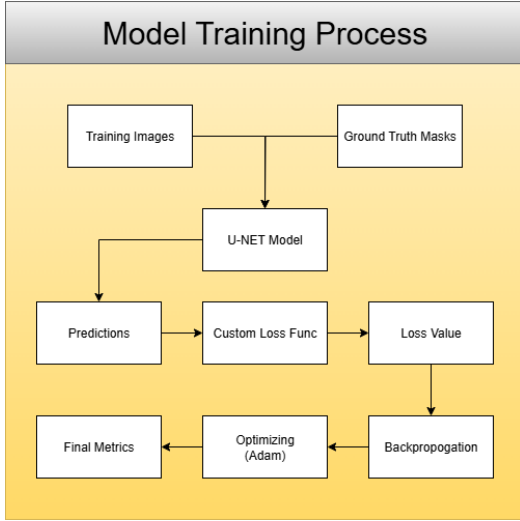 Model Training Process
Training Images
Ground Truth Masks
U-NET Model
Predictions
Custom Loss Func
Loss Value
Final Metrics
Optimizing
(Adam)
Backpropogation